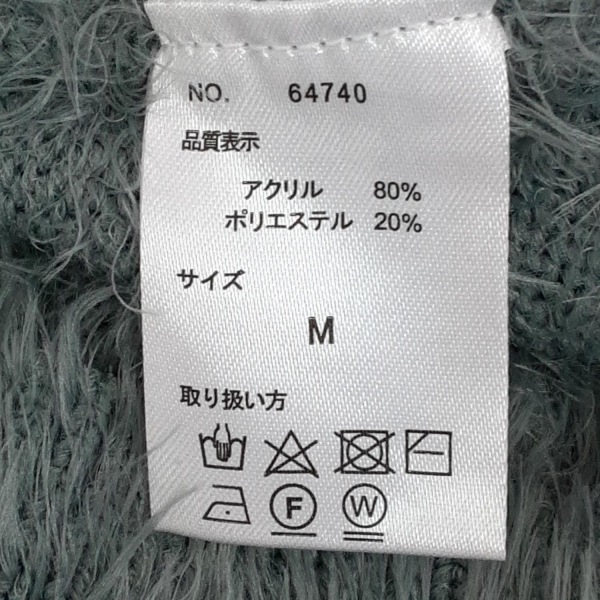 NO. 64740
品質表示
アクリル 80%
ポリエステル 20%
サイズ
M
取り扱い方
F W